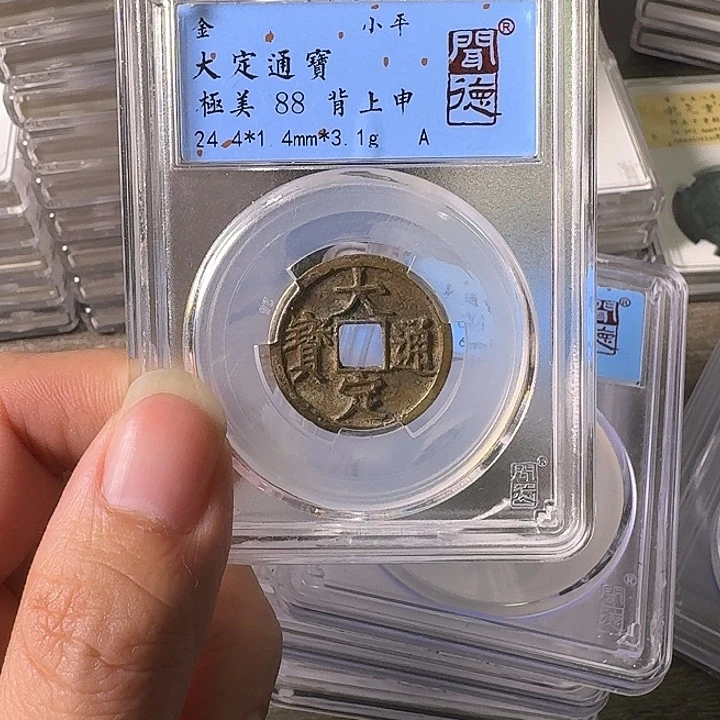 金 小平
大定通寶
極美 88 背上申
24.4*1.4mm*3.1g A
聞德®
大
寶 通
定